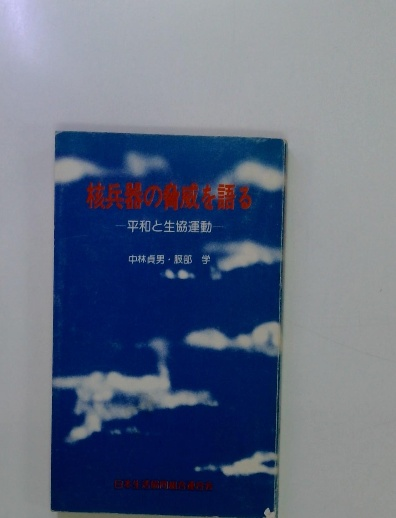 核兵器の脅威を語る
—平和と生協運動—
中林貞男・服部 学